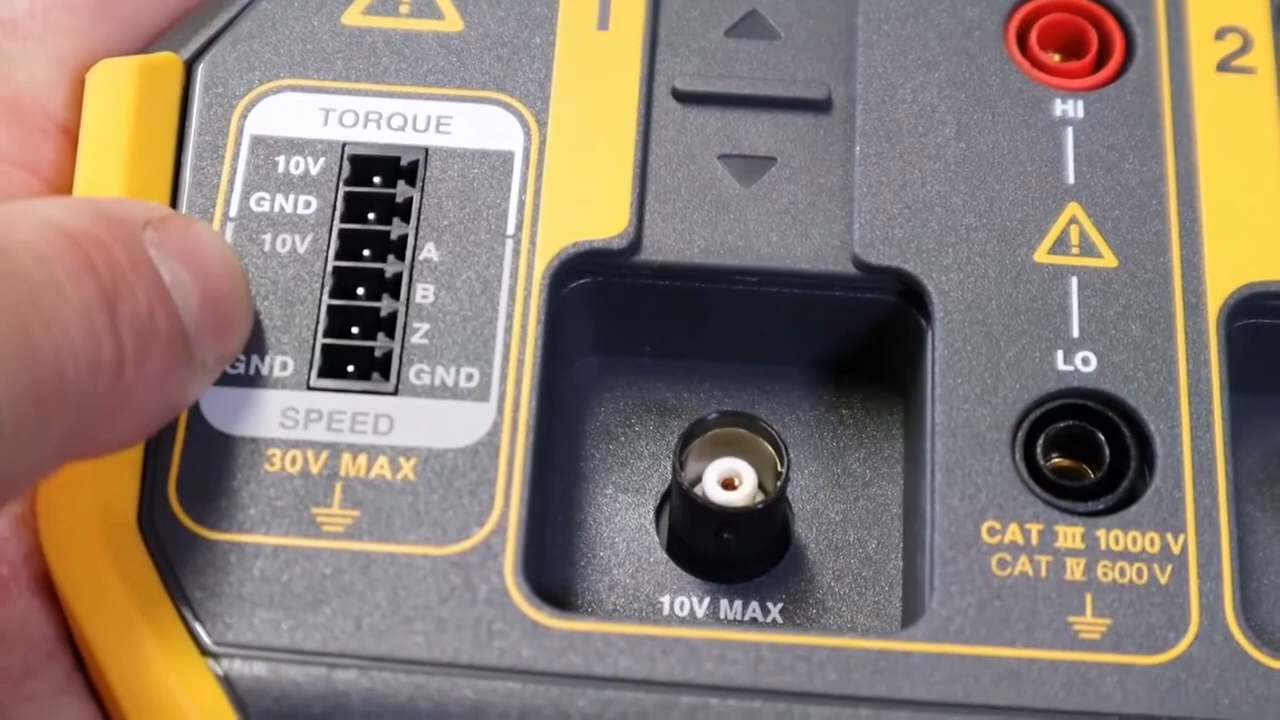 TORQUE
10V
GND
10V
A
B
Z
GND
GND
SPEED
30V MAX
1
10V MAX
HI
LO
CAT III 1000 V
CAT IV 600 V
2